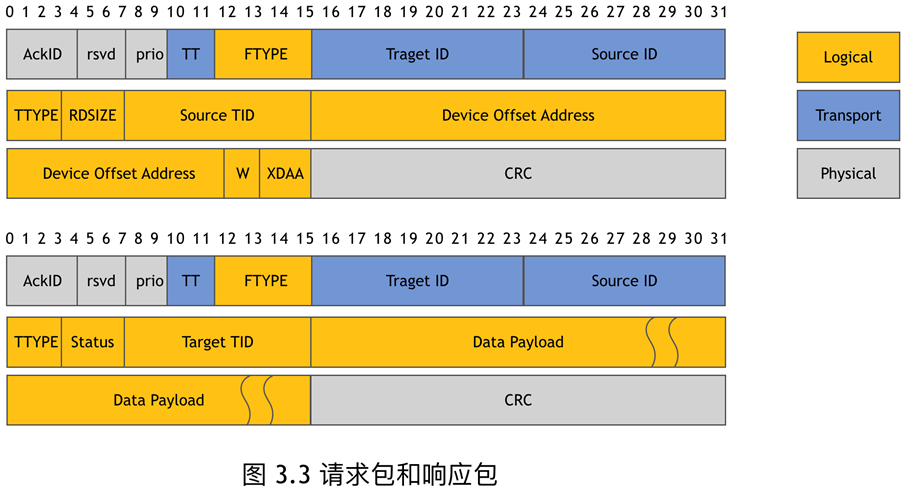 0 1 2 3 4 5 6 7 8 9 10 11 12 13 14 15 16 17 18 19 20 21 22 23 24 25 26 27 28 29 30 31
AckID rsvd prio TT FTYPE Traget ID Source ID
TTYPE RDSIZE Source TID Device Offset Address
Device Offset Address W XDAA CRC
Logical
Transport
Physical
0 1 2 3 4 5 6 7 8 9 10 11 12 13 14 15 16 17 18 19 20 21 22 23 24 25 26 27 28 29 30 31
AckID rsvd prio TT FTYPE Traget ID Source ID
TTYPE Status Target TID Data Payload
Data Payload CRC
图 3.3 请求包和响应包